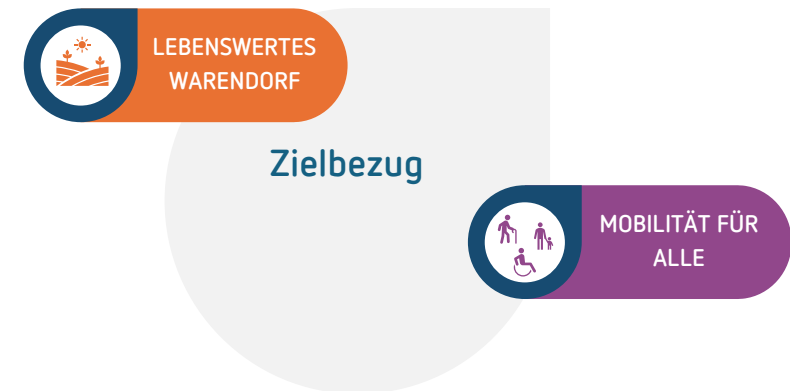 LEBENSWERTES
WARENDORF
Zielbezug
MOBILITÄT FÜR
ALLE